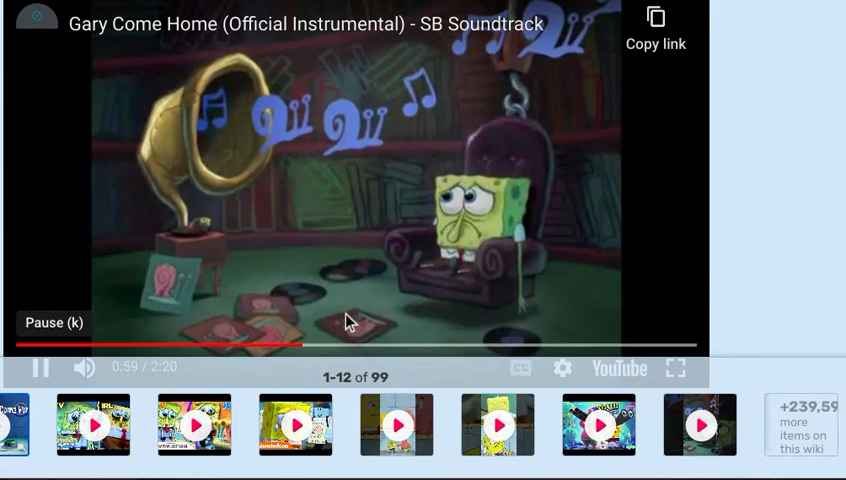 Gary Come Home (Official Instrumental) - SB Soundtrack
Copy link
Pause (k)
0:59 / 2:20
CC
YouTube
1-12 of 99
+239,59
more
items on
this wiki